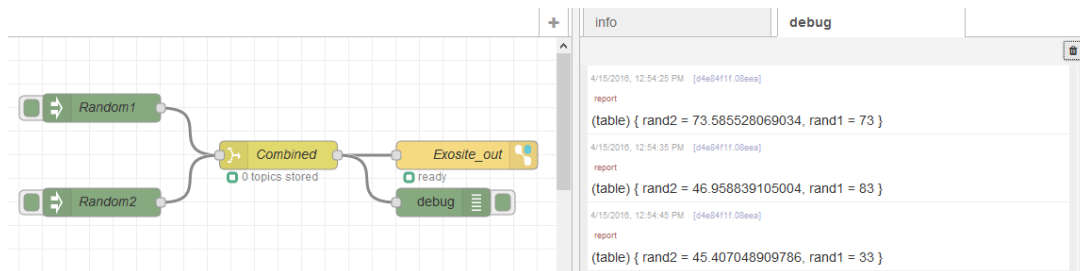 +
info
debug
Random1
Random2
Combined
0 topics stored
Exosite_out
ready
debug
4/15/2016, 12:54:25 PM [d4e84f1f.08eea]
report
(table) { rand2 = 73.585528069034, rand1 = 73 }
4/15/2016, 12:54:35 PM [d4e84f1f.08eea]
report
(table) { rand2 = 46.958839105004, rand1 = 83 }
4/15/2016, 12:54:45 PM [d4e84f1f.08eea]
report
(table) { rand2 = 45.407048909786, rand1 = 33 }